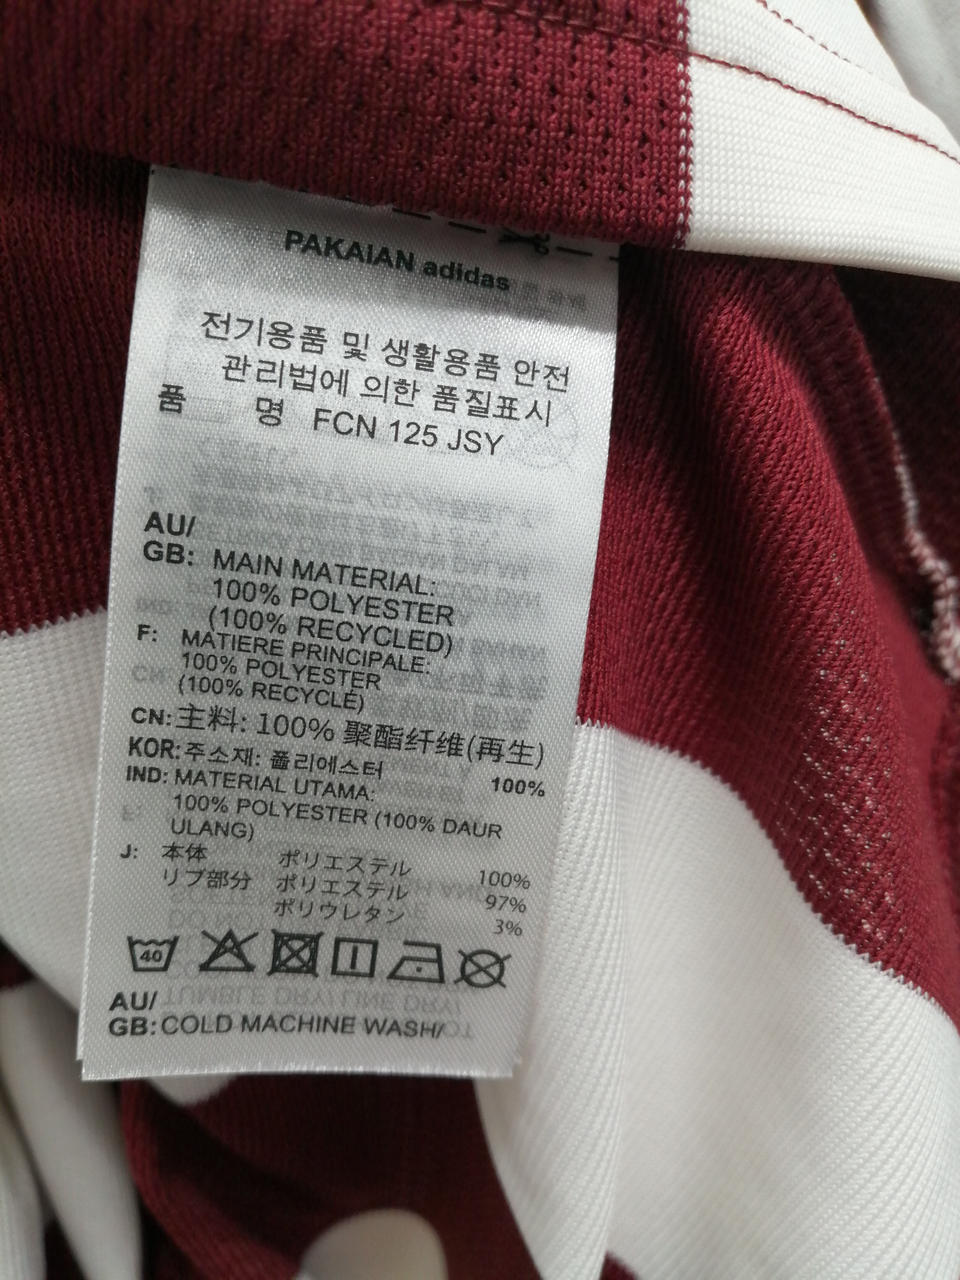 PAKAIAN adidas
전기용품 및 생활용품 안전
관리법에 의한 품질표시
품 명 FCN 125 JSY
AU/
GB: MAIN MATERIAL:
100% POLYESTER
(100% RECYCLED)
F: MATIERE PRINCIPALE:
100% POLYESTER
(100% RECYCLÉ)
CN: 主料: 100% 聚酯纤维(再生)
KOR: 주소재: 폴리에스터 100%
IND: MATERIAL UTAMA:
100% POLYESTER (100% DAUR
ULANG)
J: 本体 ポリエステル 100%
リブ部分 ポリエステル 97%
ポリウレタン 3%
40
AU/
GB: COLD MACHINE WASH/